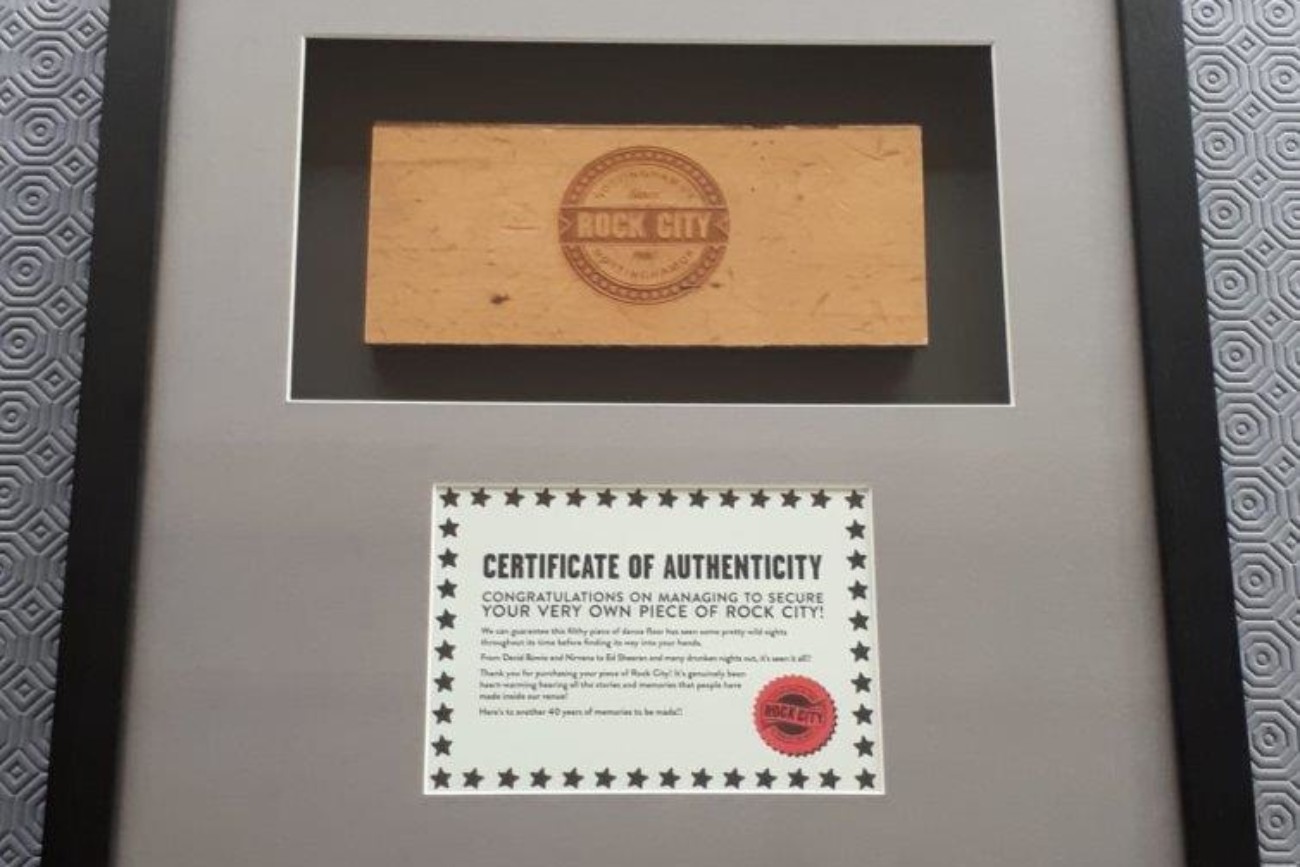 NOTTINGHAM
Since
ROCK CITY
1980
NOTTINGHAM
CERTIFICATE OF AUTHENTICITY
CONGRATULATIONS ON MANAGING TO SECURE
YOUR VERY OWN PIECE OF ROCK CITY!
We can guarantee this filthy piece of dance floor has seen some pretty wild nights
throughout its time before finding its way into your hands.
From David Bowie and Nirvana to Ed Sheeran and many drunken nights out, it's seen it all!!
Thank you for purchasing your piece of Rock City! It's genuinely been
heart-warming hearing all the stories and memories that people have
made inside our venue!
Here's to another 40 years of memories to be made!!
ROCK CITY